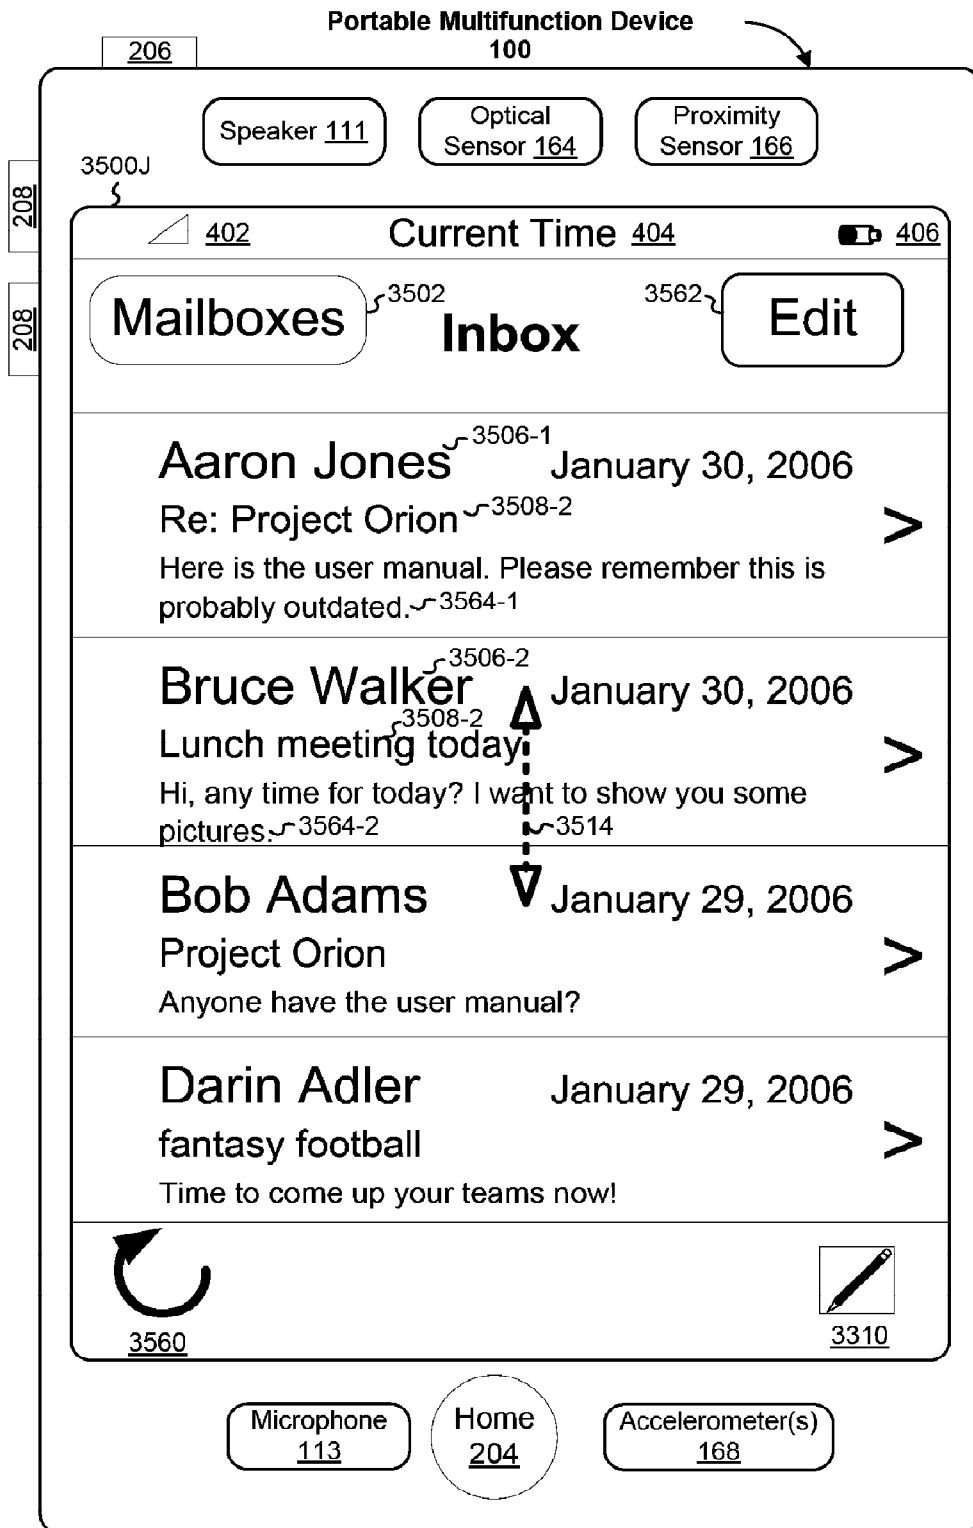 Portable Multifunction Device
100
206
Speaker 111
Optical
Sensor 164
Proximity
Sensor 166
3500J
208
208
402
Current Time 404
406
Mailboxes
3502
Inbox
3562
Edit
Aaron Jones
3506-1
January 30, 2006
Re: Project Orion
3508-2
>
Here is the user manual. Please remember this is
probably outdated.
3564-1
Bruce Walker
3506-2
January 30, 2006
3508-2
Lunch meeting today
>
Hi, any time for today? I want to show you some
pictures.
3564-2
3514
Bob Adams
January 29, 2006
Project Orion
>
Anyone have the user manual?
Darin Adler
January 29, 2006
fantasy football
>
Time to come up your teams now!
3560
3310
Microphone
113
Home
204
Accelerometer(s)
168